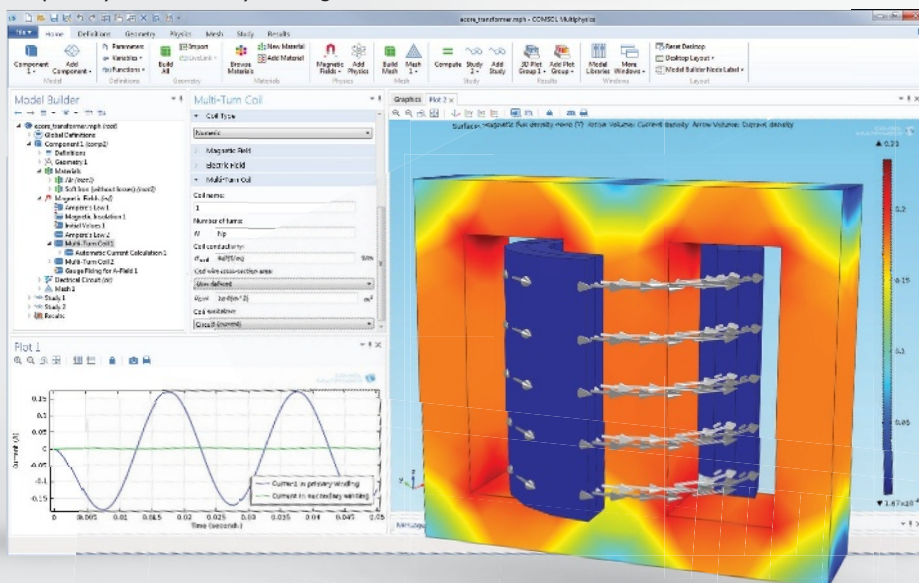 ecore_transformer.mph - COMSOL Multiphysics
File Home Definitions Geometry Physics Mesh Study Results
Component 1
Add Component
Parameters
Variables
Functions
Build All
Import
LiveLink
Browse Materials
New Material
Add Material
Magnetic Fields
Add Physics
Build Mesh
Mesh 1
Compute
Study 2
Add Study
3D Plot Group 1
Add Plot Group
Model Libraries
More Windows
Reset Desktop
Desktop Layout
Model Builder Node Label
Model Definitions Geometry Materials Physics Mesh Study Results Windows Layout
Model Builder
ecore_transformer.mph (root)
Global Definitions
Component 1 (comp1)
Definitions
Geometry 1
Materials
Air (mat1)
Soft Iron (without losses) (mat2)
Magnetic Fields (mf)
Ampère's Law 1
Magnetic Insulation 1
Initial Values 1
Ampère's Law 2
Multi-Turn Coil 1
Automatic Current Calculation 1
Multi-Turn Coil 2
Gauge Fixing for A-Field 1
Electrical Circuit (cir)
Mesh 1
Study 1
Study 2
Results
Multi-Turn Coil
Coil Type
Numeric
Magnetic Field
Electric Field
Multi-Turn Coil
Coil name:
1
Number of turns:
N Np
Coil conductivity:
S/m
Coil wire cross-section area:
User defined
m²
Coil excitation:
Circuit (current)
Graphics Plot 2
Surface: Magnetic flux density norm (T) Arrow Volume: Current density Arrow Volume: Current density
▲ 0.23
0.2
0.15
0.1
0.05
Plot 1
Current (A)
0.15
0.1
0.05
0
-0.05
-0.1
-0.15
Current in primary winding
Current in secondary winding
0 0.005 0.01 0.015 0.02 0.025 0.03 0.035 0.04 0.045 0.05
Time (seconds)
Messages